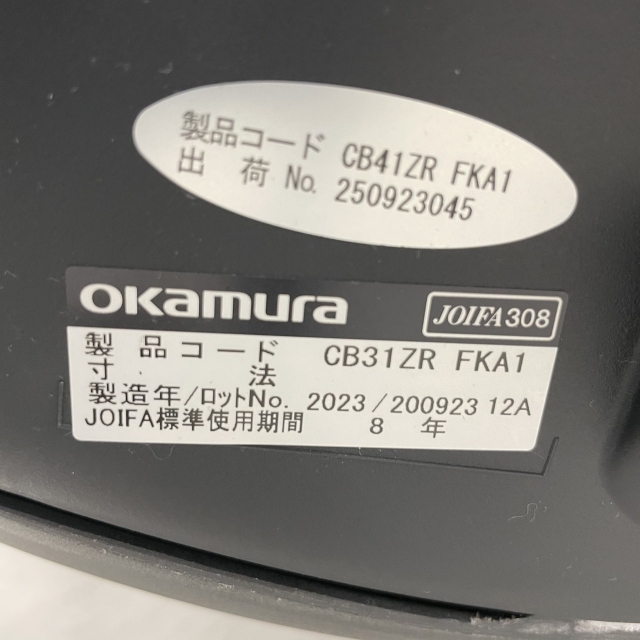 製品コード CB41ZR FKA1
出荷 No. 250923045
okamura JOIFA308
製品コード CB31ZR FKA1
寸法
製造年/ロットNo. 2023/200923 12A
JOIFA標準使用期間 8 年